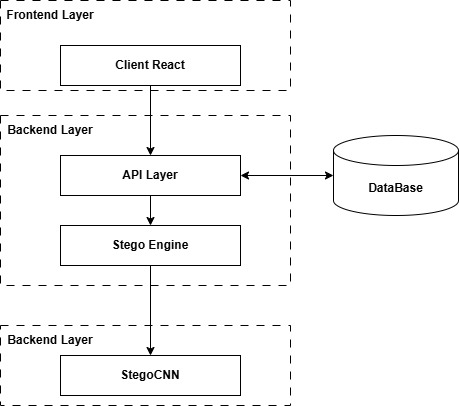 Frontend Layer
Client React
Backend Layer
API Layer
DataBase
Stego Engine
Backend Layer
StegoCNN